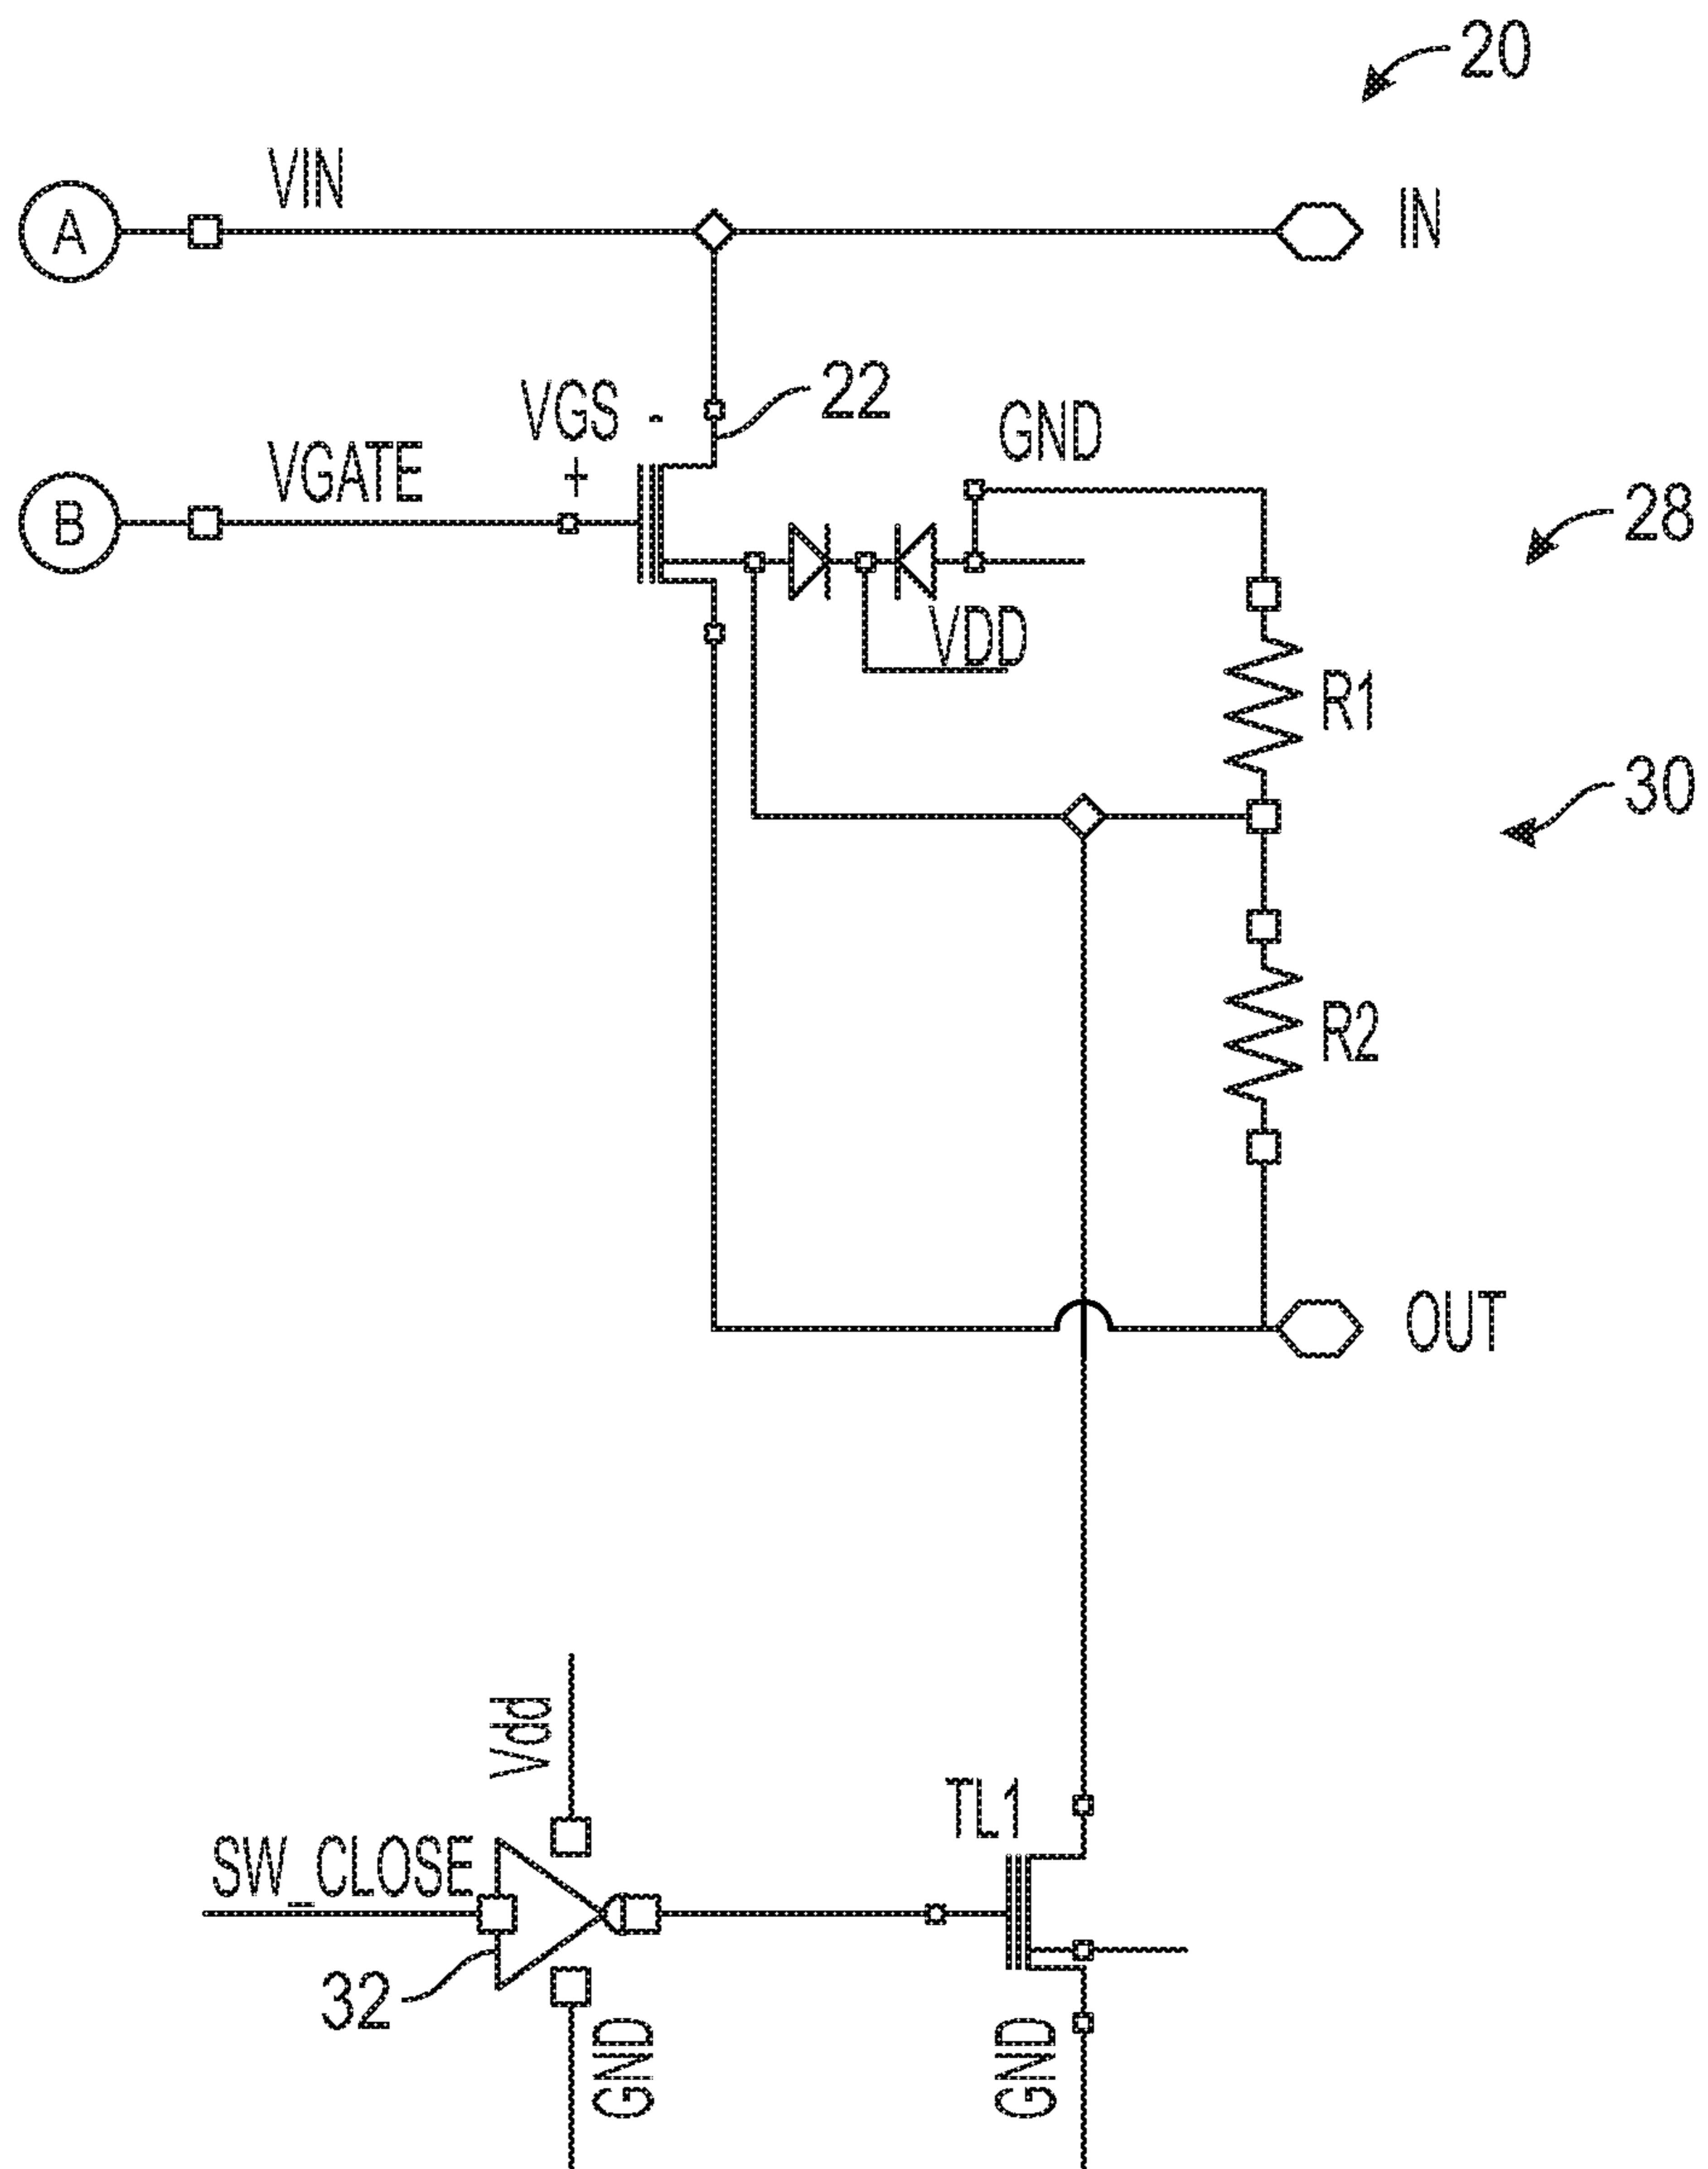 20
VIN
A
IN
22
VGS -
GND
VGATE
+
28
B
VDD
R1
30
R2
OUT
Vdd
TL1
SW_CLOSE
32
GND
GND